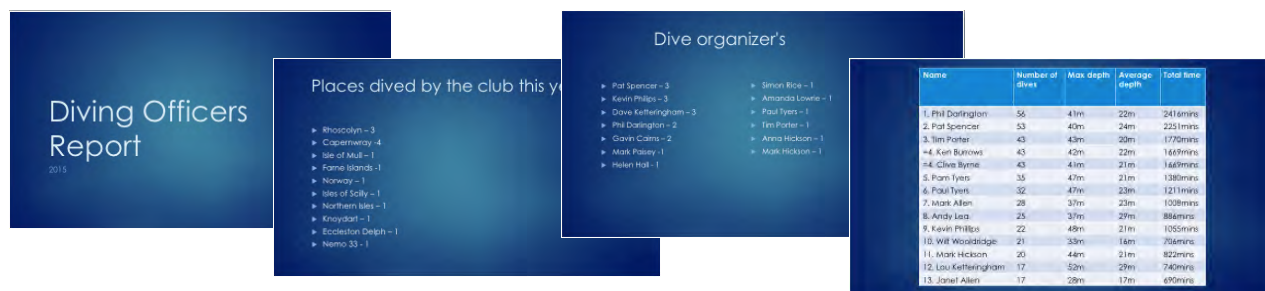 Diving Officers
Report
2015
Places dived by the club this ye
Rhoscolyn – 3
Capernwray -4
Isle of Mull – 1
Farne Islands -1
Norway – 1
Isles of Scilly – 1
Northern Isles – 1
Knoydart – 1
Eccleston Delph – 1
Nemo 33 - 1
Dive organizer's
Pat Spencer – 3
Kevin Philips – 3
Dave Ketteringham – 3
Phil Darlington – 2
Gavin Cairns – 2
Mark Paisey -1
Helen Hall - 1
Simon Rice – 1
Amanda Lowrie – 1
Paul Tyers – 1
Tim Porter – 1
Anna Hickson – 1
Mark Hickson – 1
Name Number of dives Max depth Average depth Total time
1. Phil Darlington 56 41m 22m 2416mins
2. Pat Spencer 53 40m 24m 2251mins
3. Tim Porter 43 43m 20m 1770mins
=4. Ken Burrows 43 42m 22m 1669mins
=4. Clive Byrne 43 41m 21m 1669mins
5. Pam Tyers 35 47m 21m 1380mins
6. Paul Tyers 32 47m 23m 1211mins
7. Mark Allen 28 37m 23m 1008mins
8. Andy Lea 25 37m 29m 886mins
9. Kevin Phillips 22 48m 21m 1055mins
10. Wilf Wooldridge 21 33m 16m 706mins
11. Mark Hickson 20 44m 21m 822mins
12. Lou Ketteringham 17 52m 29m 740mins
13. Janet Allen 17 28m 17m 690mins